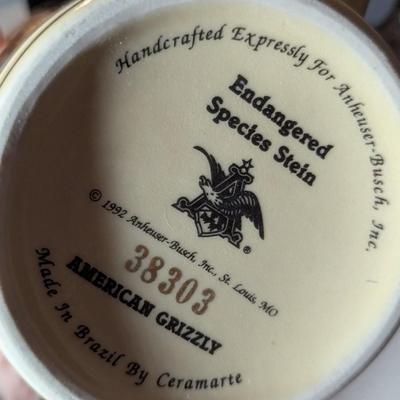 Handcrafted Expressly For Anheuser-Busch, Inc.
Endangered
Species Stein
®
© 1992 Anheuser-Busch, Inc., St. Louis, MO
38303
AMERICAN GRIZZLY
Made In Brazil By Ceramarte